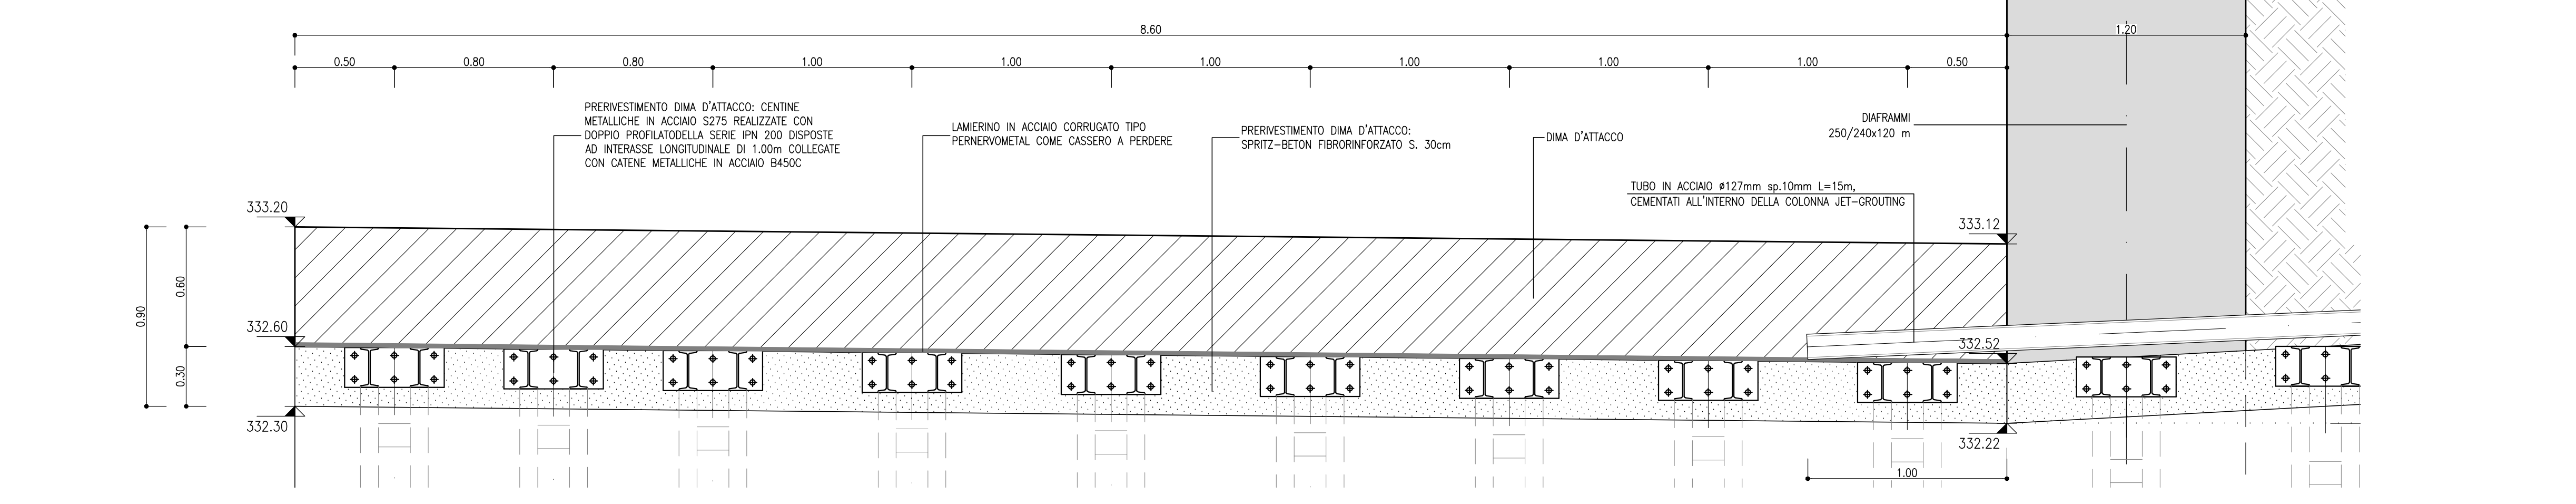 8.60
1.20
0.50
0.80
0.80
1.00
1.00
1.00
1.00
1.00
1.00
0.50
PRERIVESTIMENTO DIMA D'ATTACCO: CENTINE
METALLICHE IN ACCIAIO S275 REALIZZATE CON
DOPPIO PROFILATODELLA SERIE IPN 200 DISPOSTE
AD INTERASSE LONGITUDINALE DI 1.00m COLLEGATE
CON CATENE METALLICHE IN ACCIAIO B450C
LAMIERINO IN ACCIAIO CORRUGATO TIPO
PERNERVOMETAL COME CASSERO A PERDERE
PRERIVESTIMENTO DIMA D'ATTACCO:
SPRITZ-BETON FIBRORINFORZATO S. 30cm
DIMA D'ATTACCO
DIAFRAMMI
250/240x120 m
TUBO IN ACCIAIO ø127mm sp.10mm L=15m,
CEMENTATI ALL'INTERNO DELLA COLONNA JET-GROUTING
333.20
333.12
0.90
0.60
332.60
332.52
0.30
332.30
332.22
1.00